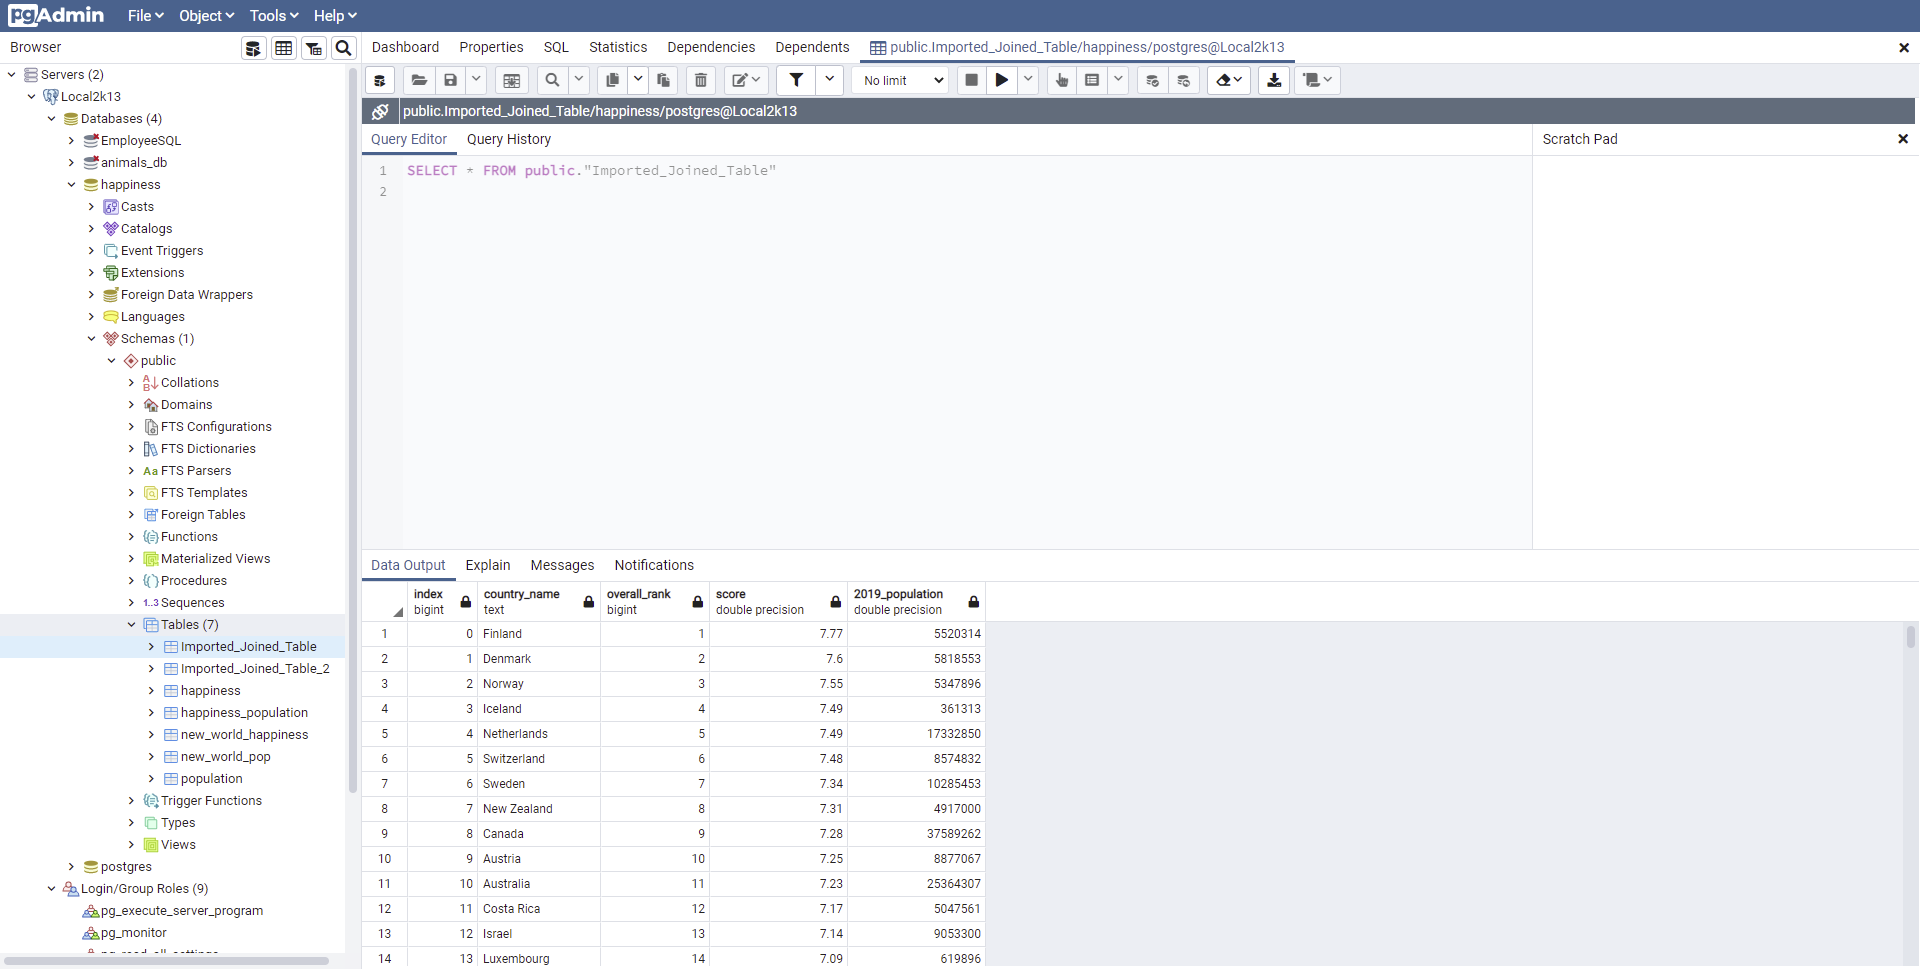 pgAdmin File Object Tools Help
Browser
Dashboard Properties SQL Statistics Dependencies Dependents public.Imported_Joined_Table/happiness/postgres@Local2k13
Servers (2)
Local2k13
Databases (4)
EmployeeSQL
animals_db
happiness
Casts
Catalogs
Event Triggers
Extensions
Foreign Data Wrappers
Languages
Schemas (1)
public
Collations
Domains
FTS Configurations
FTS Dictionaries
Aa FTS Parsers
FTS Templates
Foreign Tables
Functions
Materialized Views
Procedures
1..3 Sequences
Tables (7)
Imported_Joined_Table
Imported_Joined_Table_2
happiness
happiness_population
new_world_happiness
new_world_pop
population
Trigger Functions
Types
Views
postgres
Login/Group Roles (9)
pg_execute_server_program
pg_monitor
No limit
public.Imported_Joined_Table/happiness/postgres@Local2k13
Query Editor Query History
Scratch Pad
1 SELECT * FROM public."Imported_Joined_Table"
2
Data Output Explain Messages Notifications
index country_name overall_rank score 2019_population
bigint text bigint double precision double precision
1 0 Finland 1 7.77 5520314
2 1 Denmark 2 7.6 5818553
3 2 Norway 3 7.55 5347896
4 3 Iceland 4 7.49 361313
5 4 Netherlands 5 7.49 17332850
6 5 Switzerland 6 7.48 8574832
7 6 Sweden 7 7.34 10285453
8 7 New Zealand 8 7.31 4917000
9 8 Canada 9 7.28 37589262
10 9 Austria 10 7.25 8877067
11 10 Australia 11 7.23 25364307
12 11 Costa Rica 12 7.17 5047561
13 12 Israel 13 7.14 9053300
14 13 Luxembourg 14 7.09 619896